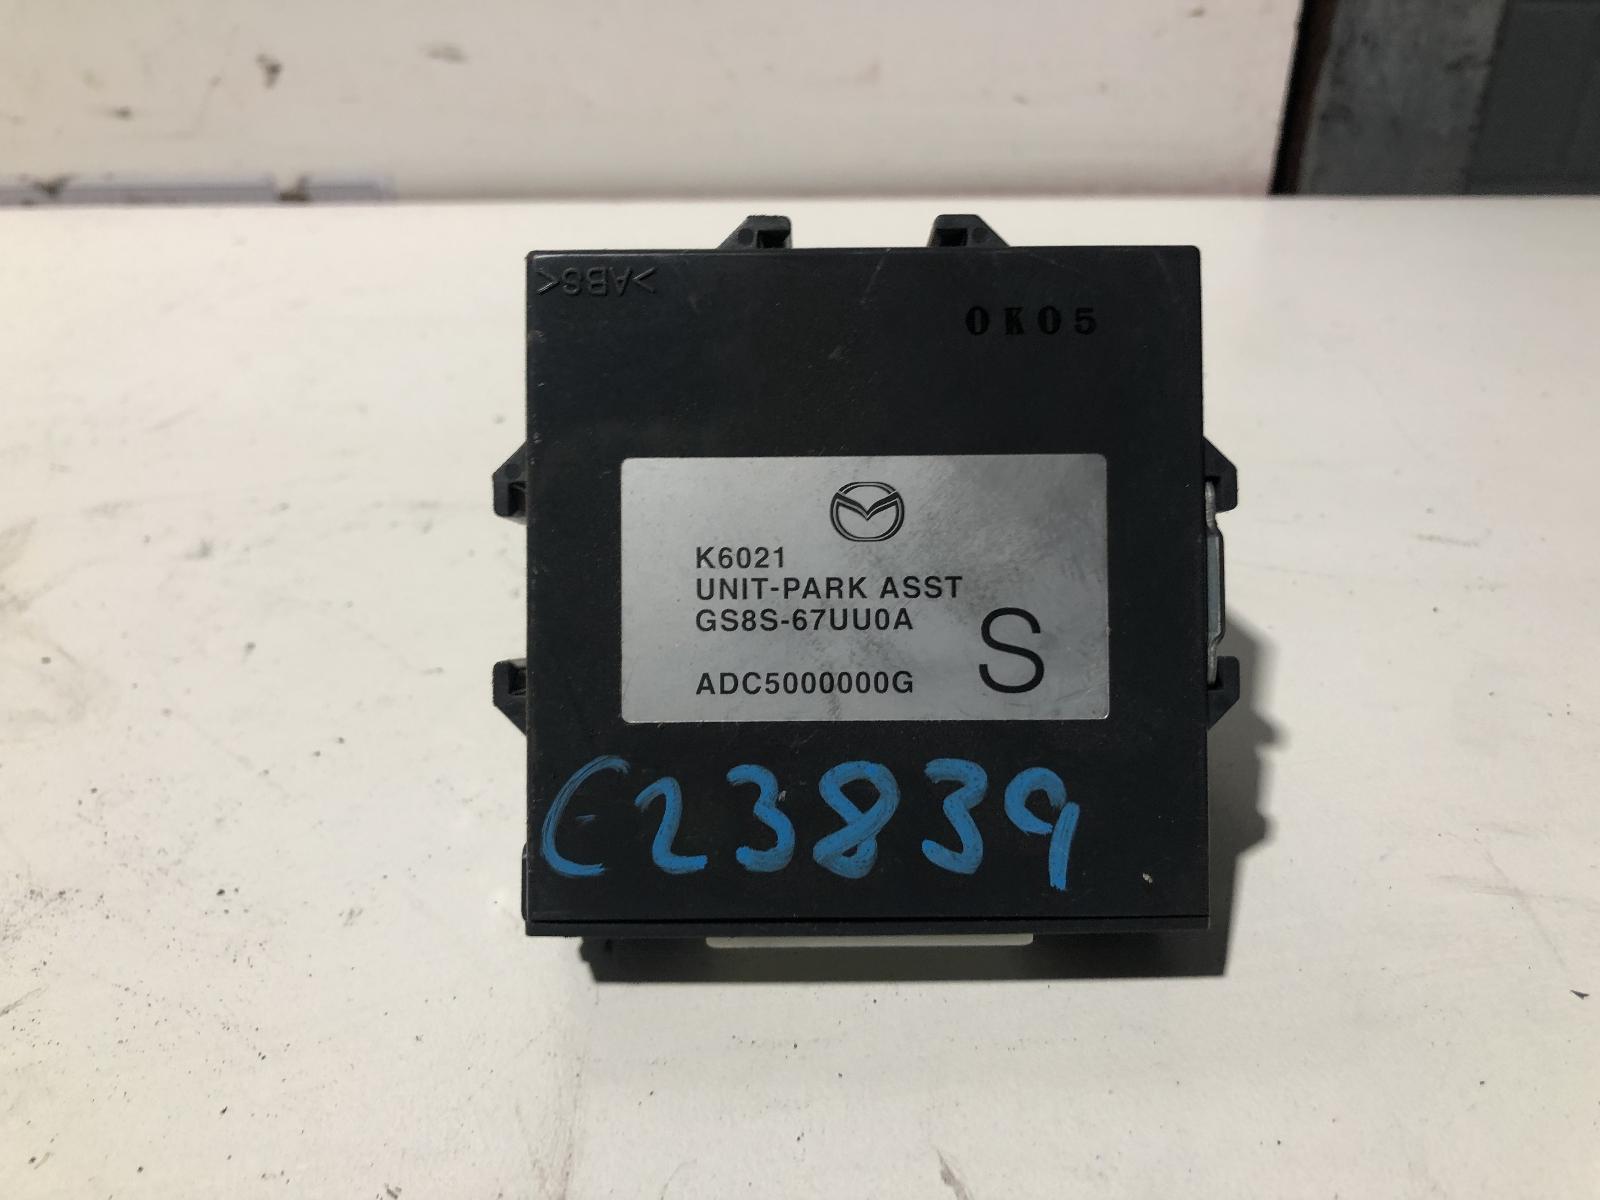 >ABS<
0K05
K6021
UNIT-PARK ASST
GS8S-67UU0A
S
ADC5000000G
E23839